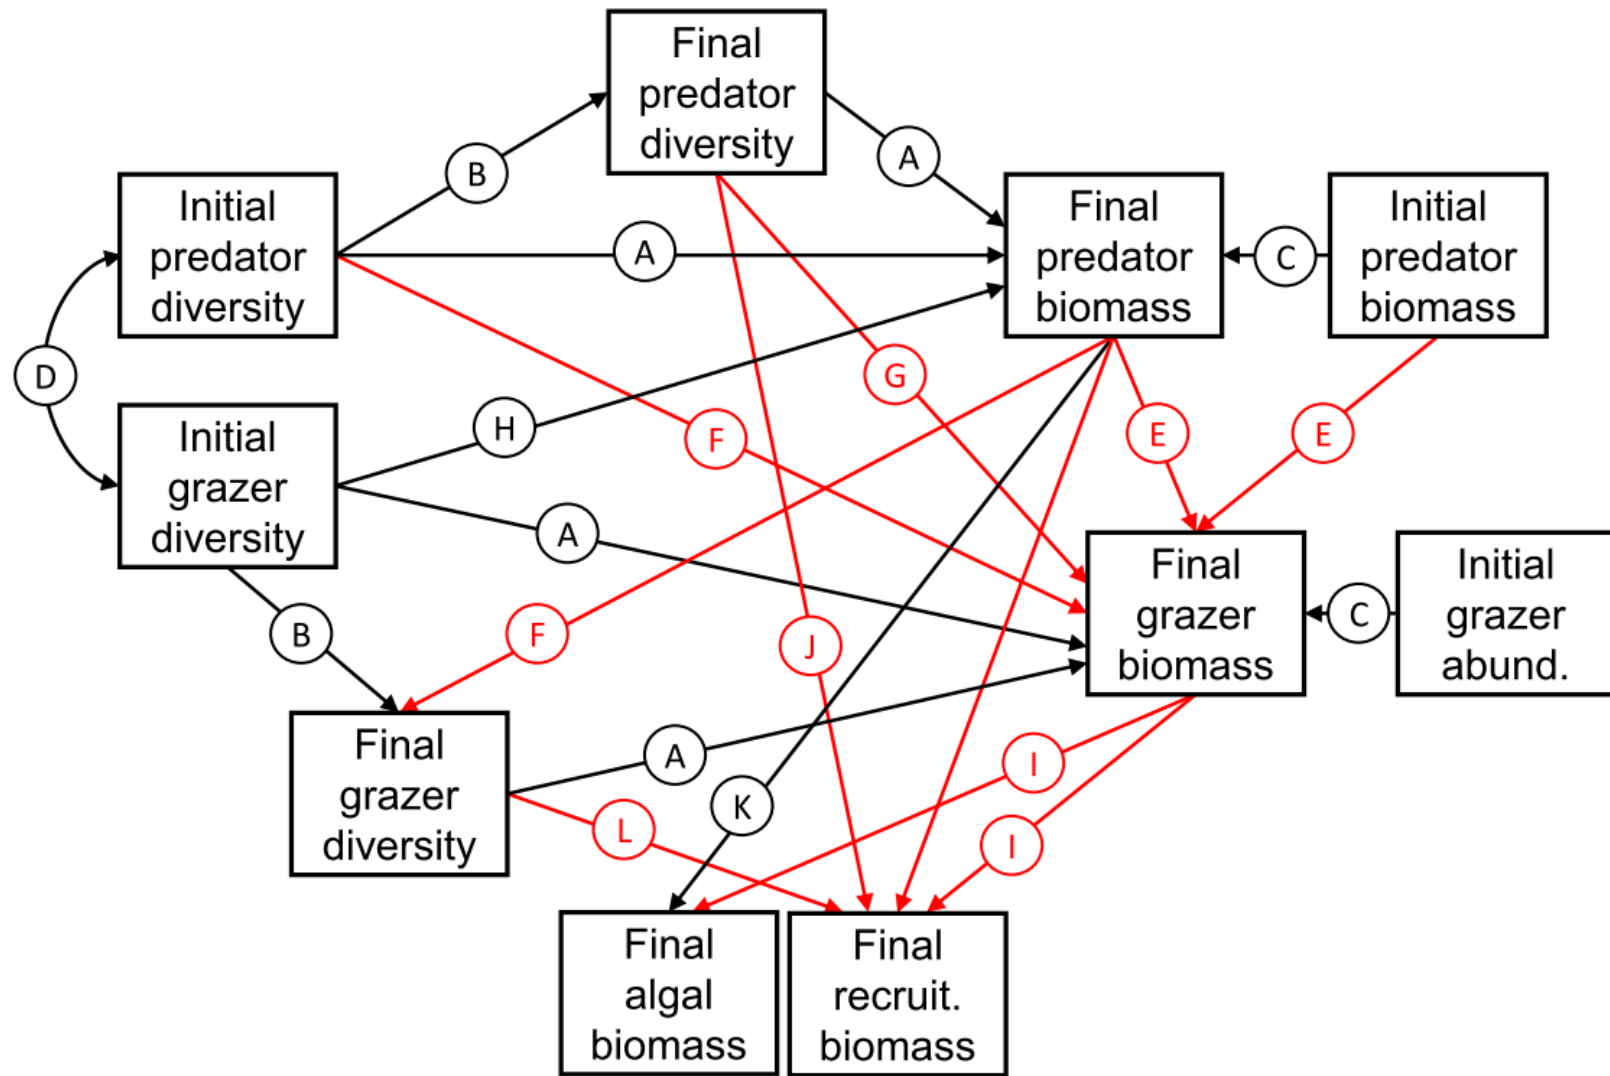 Final
predator
diversity
B
A
Initial
predator
diversity
A
Final
predator
biomass
C
Initial
predator
biomass
D
G
H
F
E
E
Initial
grazer
diversity
A
B
F
J
Final
grazer
biomass
C
Initial
grazer
abund.
Final
grazer
diversity
A
K
L
I
I
Final
algal
biomass
Final
recruit.
biomass